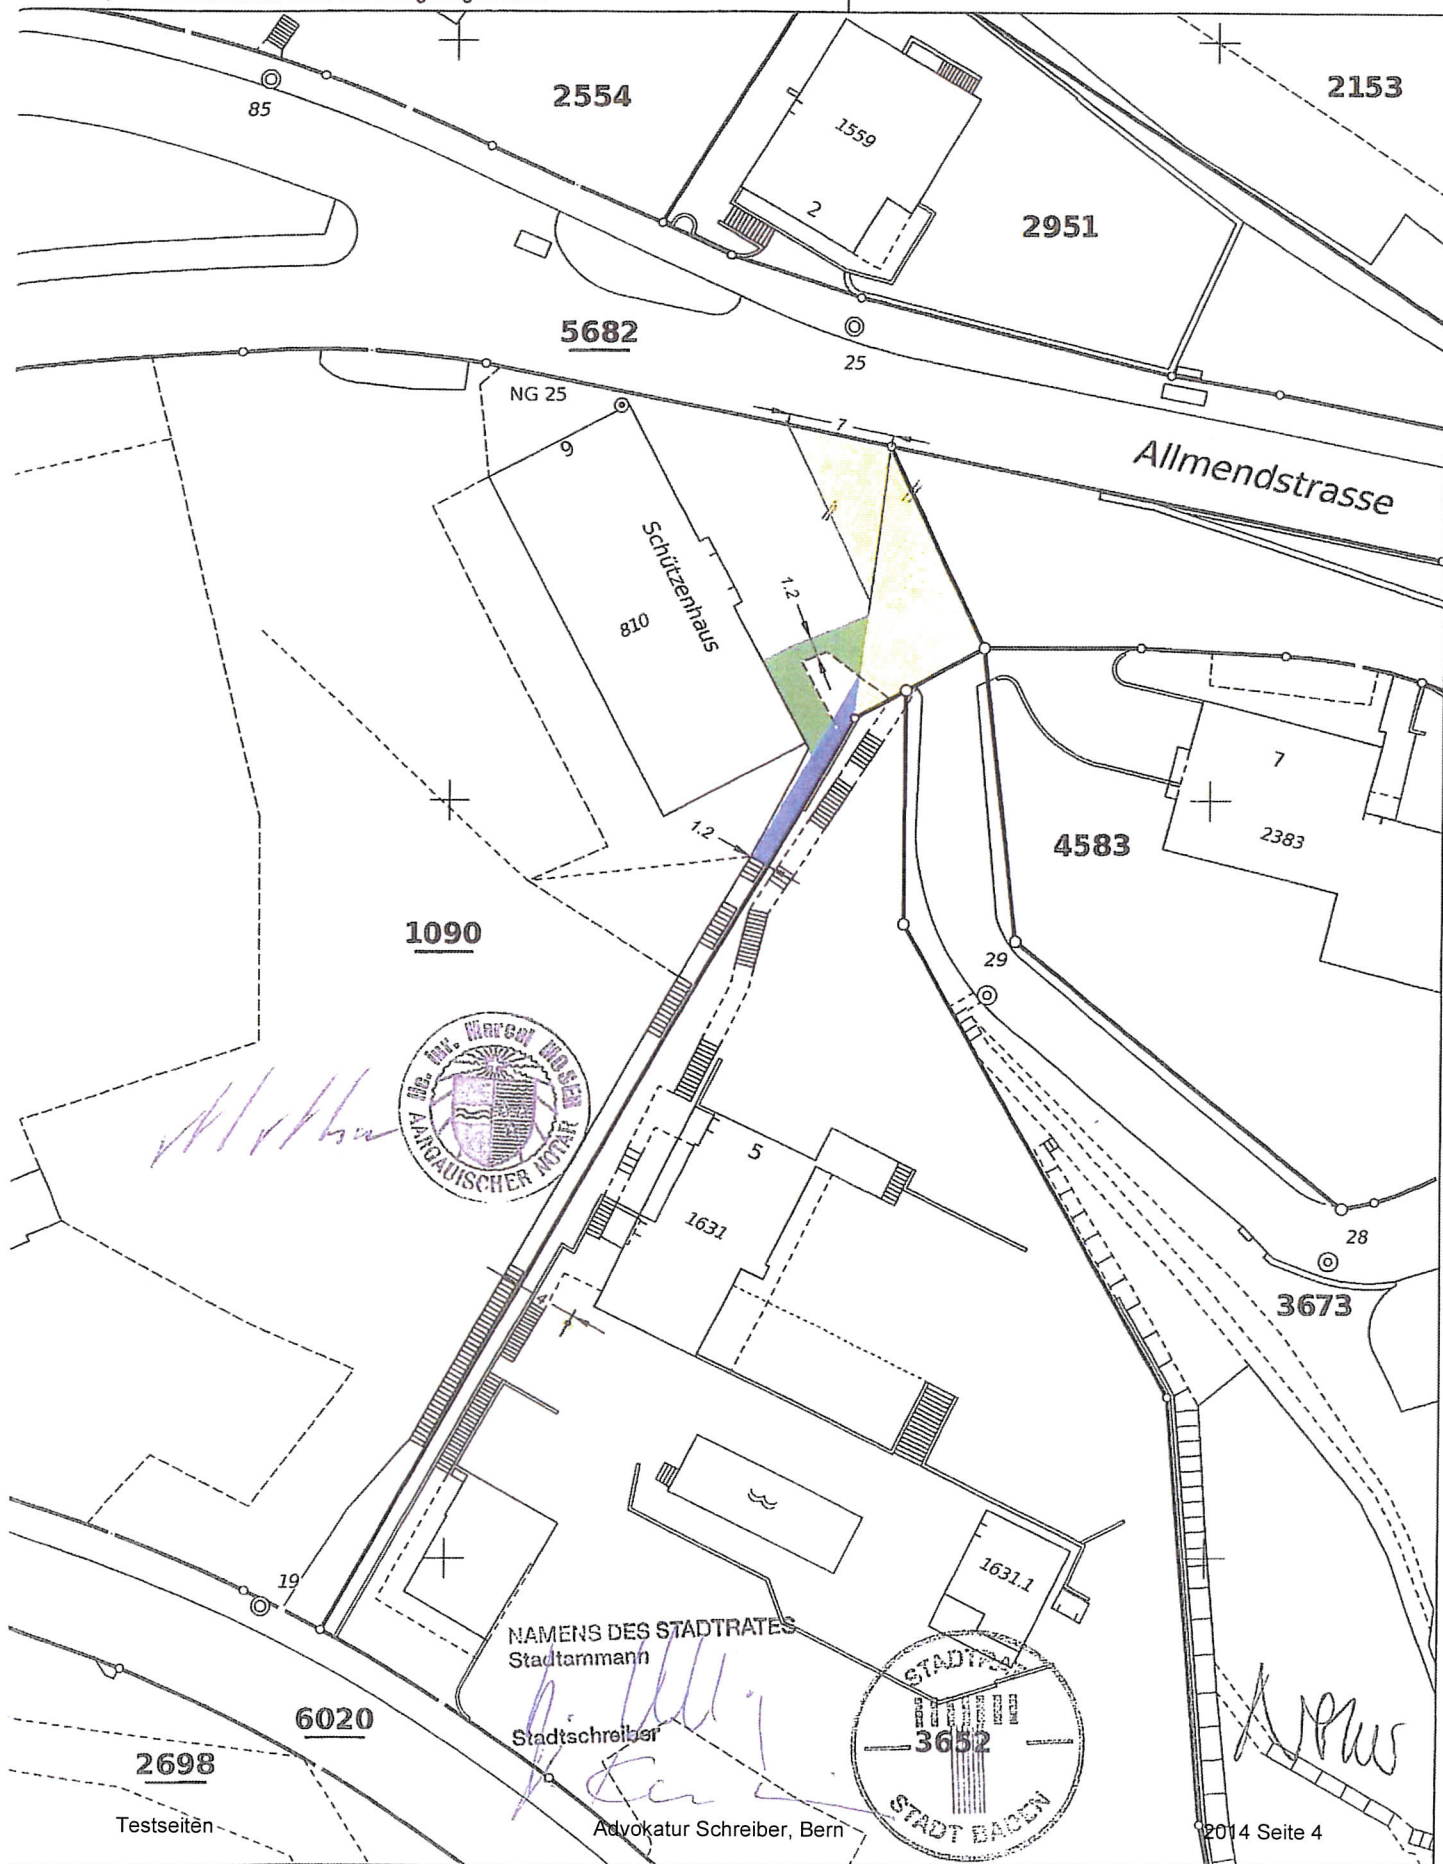 2554
2153
85
1559
2
2951
5682
25
NG 25
9
7
Allmendstrasse
Schützenhaus
810
1.2
7
2383
4583
1.2
1090
29
Marcel
AARGAUISCHER NOTAR
5
1631
28
3673
4
1631.1
19
NAMENS DES STADTRATES
Stadtammann
Stadtschreiber
STADT BADEN
3652
6020
2698
Testseiten
Advokatur Schreiber, Bern
2014 Seite 4